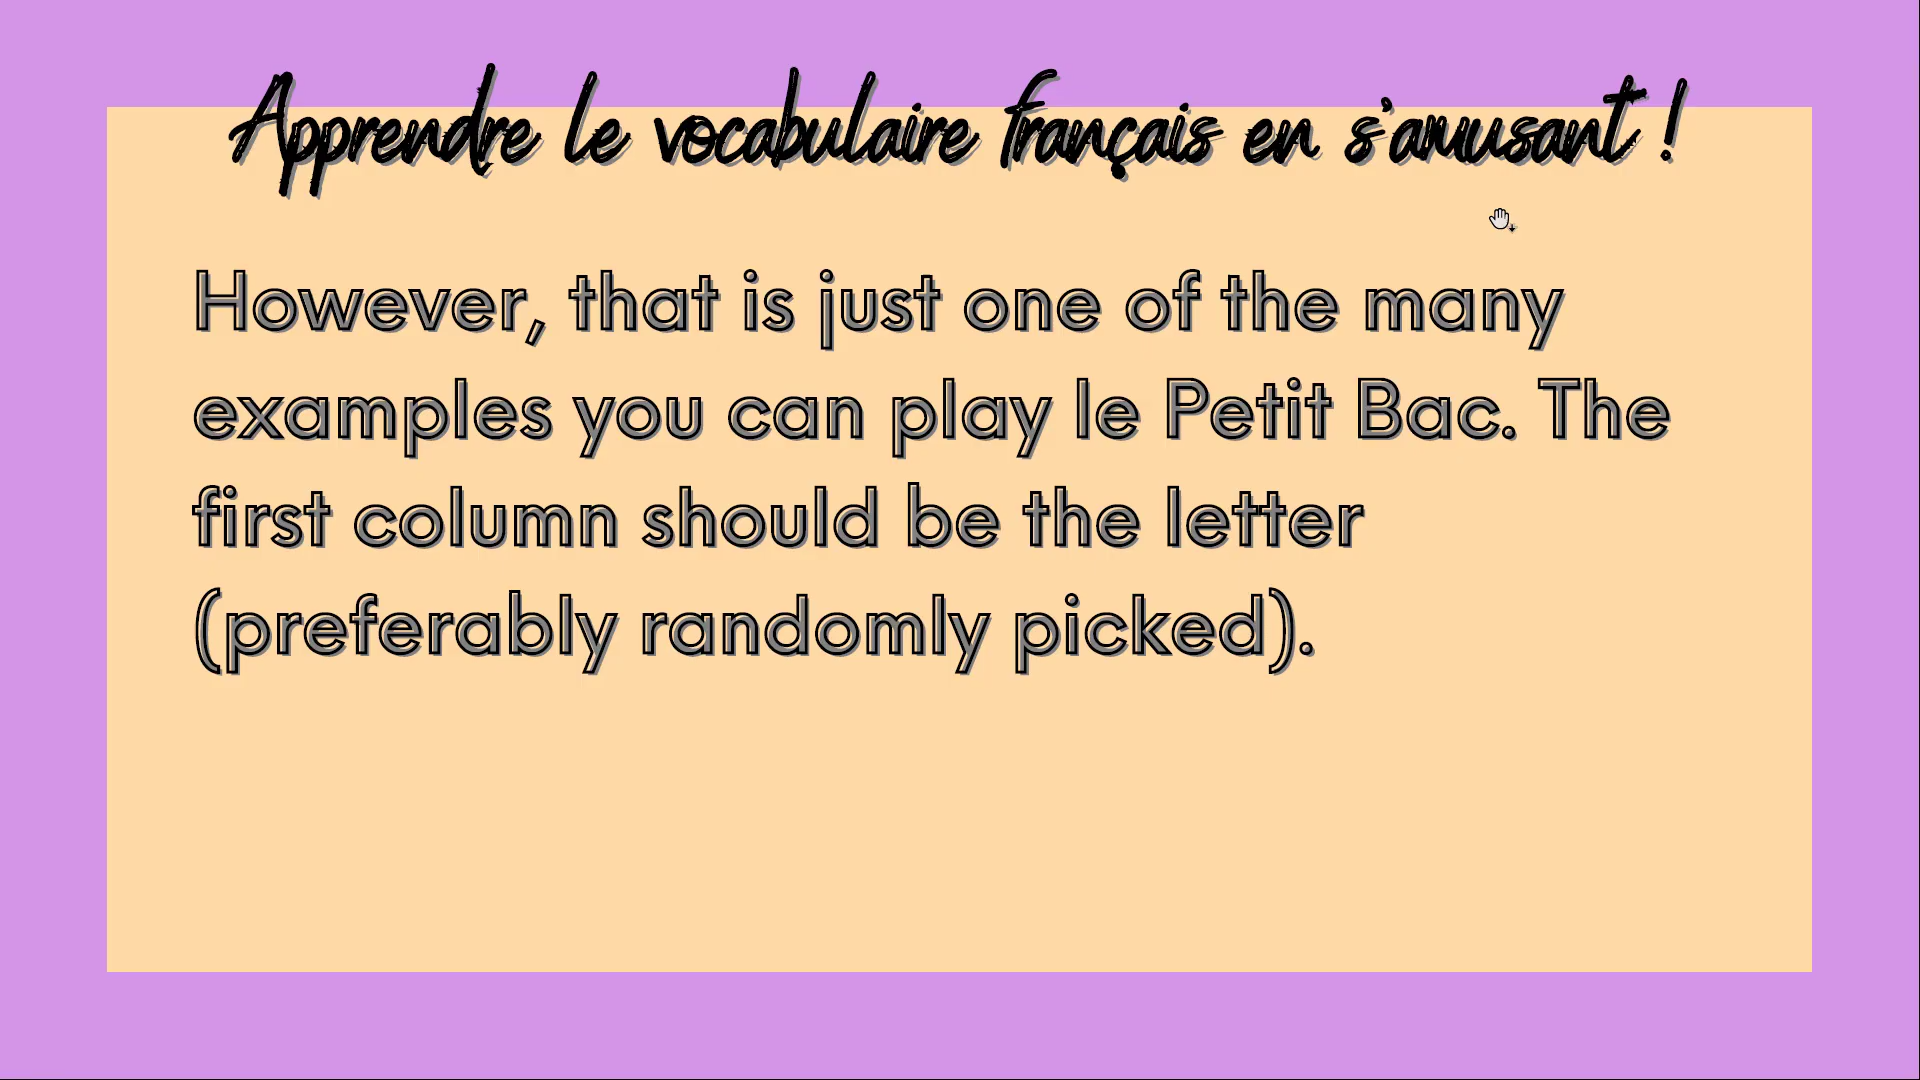 Apprendre le vocabulaire français en s'amusant !
However, that is just one of the many
examples you can play le Petit Bac. The
first column should be the letter
(preferably randomly picked).